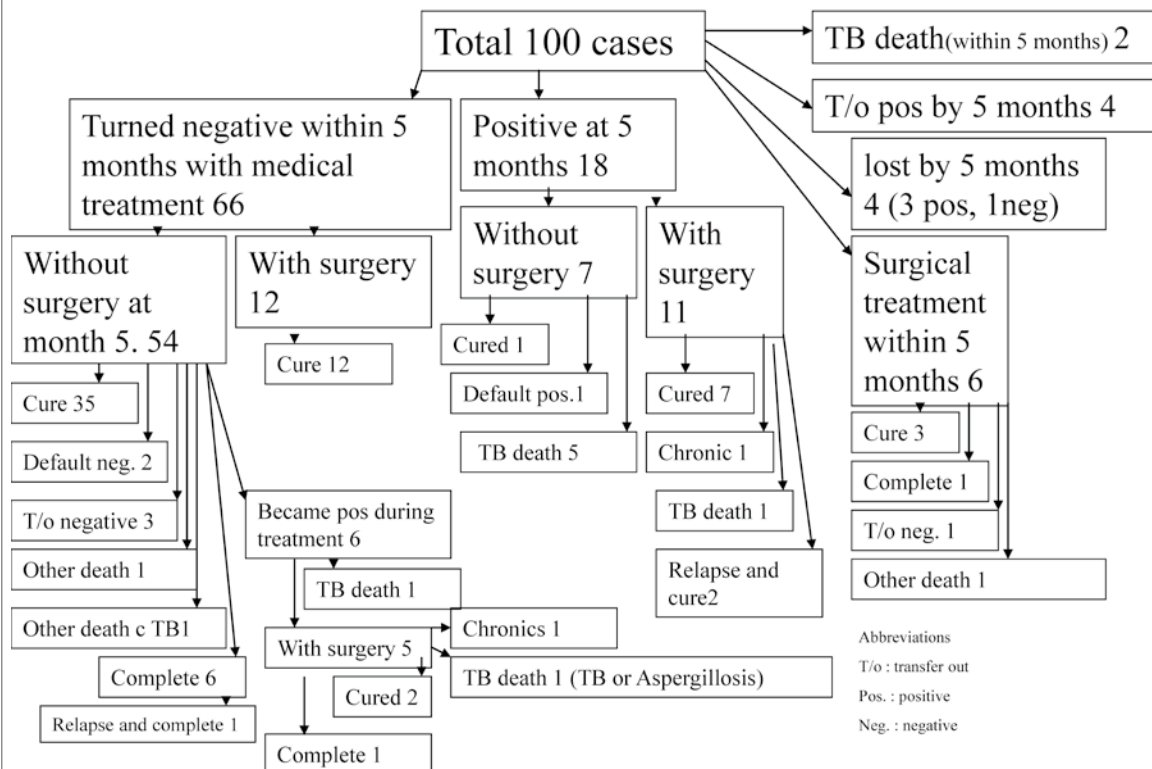 Total 100 cases
TB death(within 5 months) 2
T/o pos by 5 months 4
lost by 5 months
4 (3 pos, 1neg)
Turned negative within 5
months with medical
treatment 66
Positive at 5
months 18
Without
surgery at
month 5. 54
With surgery
12
Without
surgery 7
With
surgery
11
Surgical
treatment
within 5
months 6
Cure 35
Default neg. 2
T/o negative 3
Other death 1
Other death c TB1
Complete 6
Relapse and complete 1
Cure 12
Became pos during
treatment 6
TB death 1
With surgery 5
Chronics 1
TB death 1 (TB or Aspergillosis)
Cured 2
Complete 1
Cured 1
Default pos.1
TB death 5
Cured 7
Chronic 1
TB death 1
Relapse and
cure2
Cure 3
Complete 1
T/o neg. 1
Other death 1
Abbreviations
T/o : transfer out
Pos. : positive
Neg. : negative